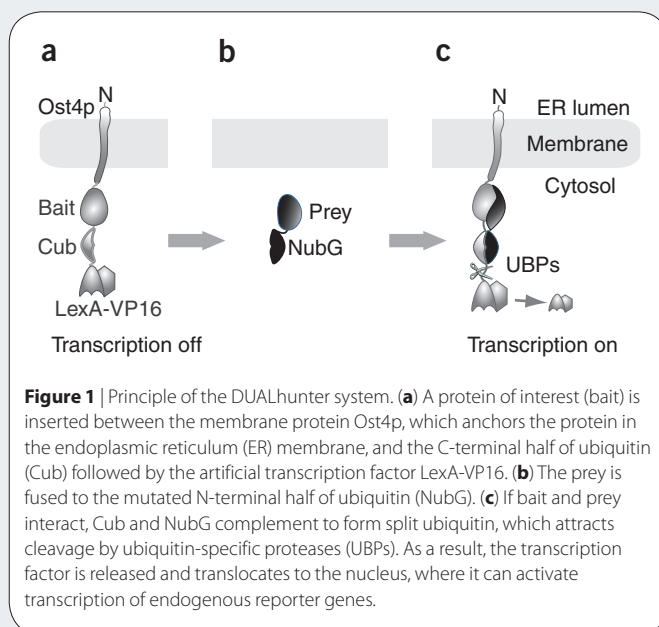 a
b
c
Ost4p
N
N
ER lumen
Membrane
Cytosol
Bait
Prey
Cub
NubG
UBPs
LexA-VP16
Transcription off
Transcription on
Figure 1 | Principle of the DUALhunter system. (a) A protein of interest (bait) is
inserted between the membrane protein Ost4p, which anchors the protein in
the endoplasmic reticulum (ER) membrane, and the C-terminal half of ubiquitin
(Cub) followed by the artificial transcription factor LexA-VP16. (b) The prey is
fused to the mutated N-terminal half of ubiquitin (NubG). (c) If bait and prey
interact, Cub and NubG complement to form split ubiquitin, which attracts
cleavage by ubiquitin-specific proteases (UBPs). As a result, the transcription
factor is released and translocates to the nucleus, where it can activate
transcription of endogenous reporter genes.